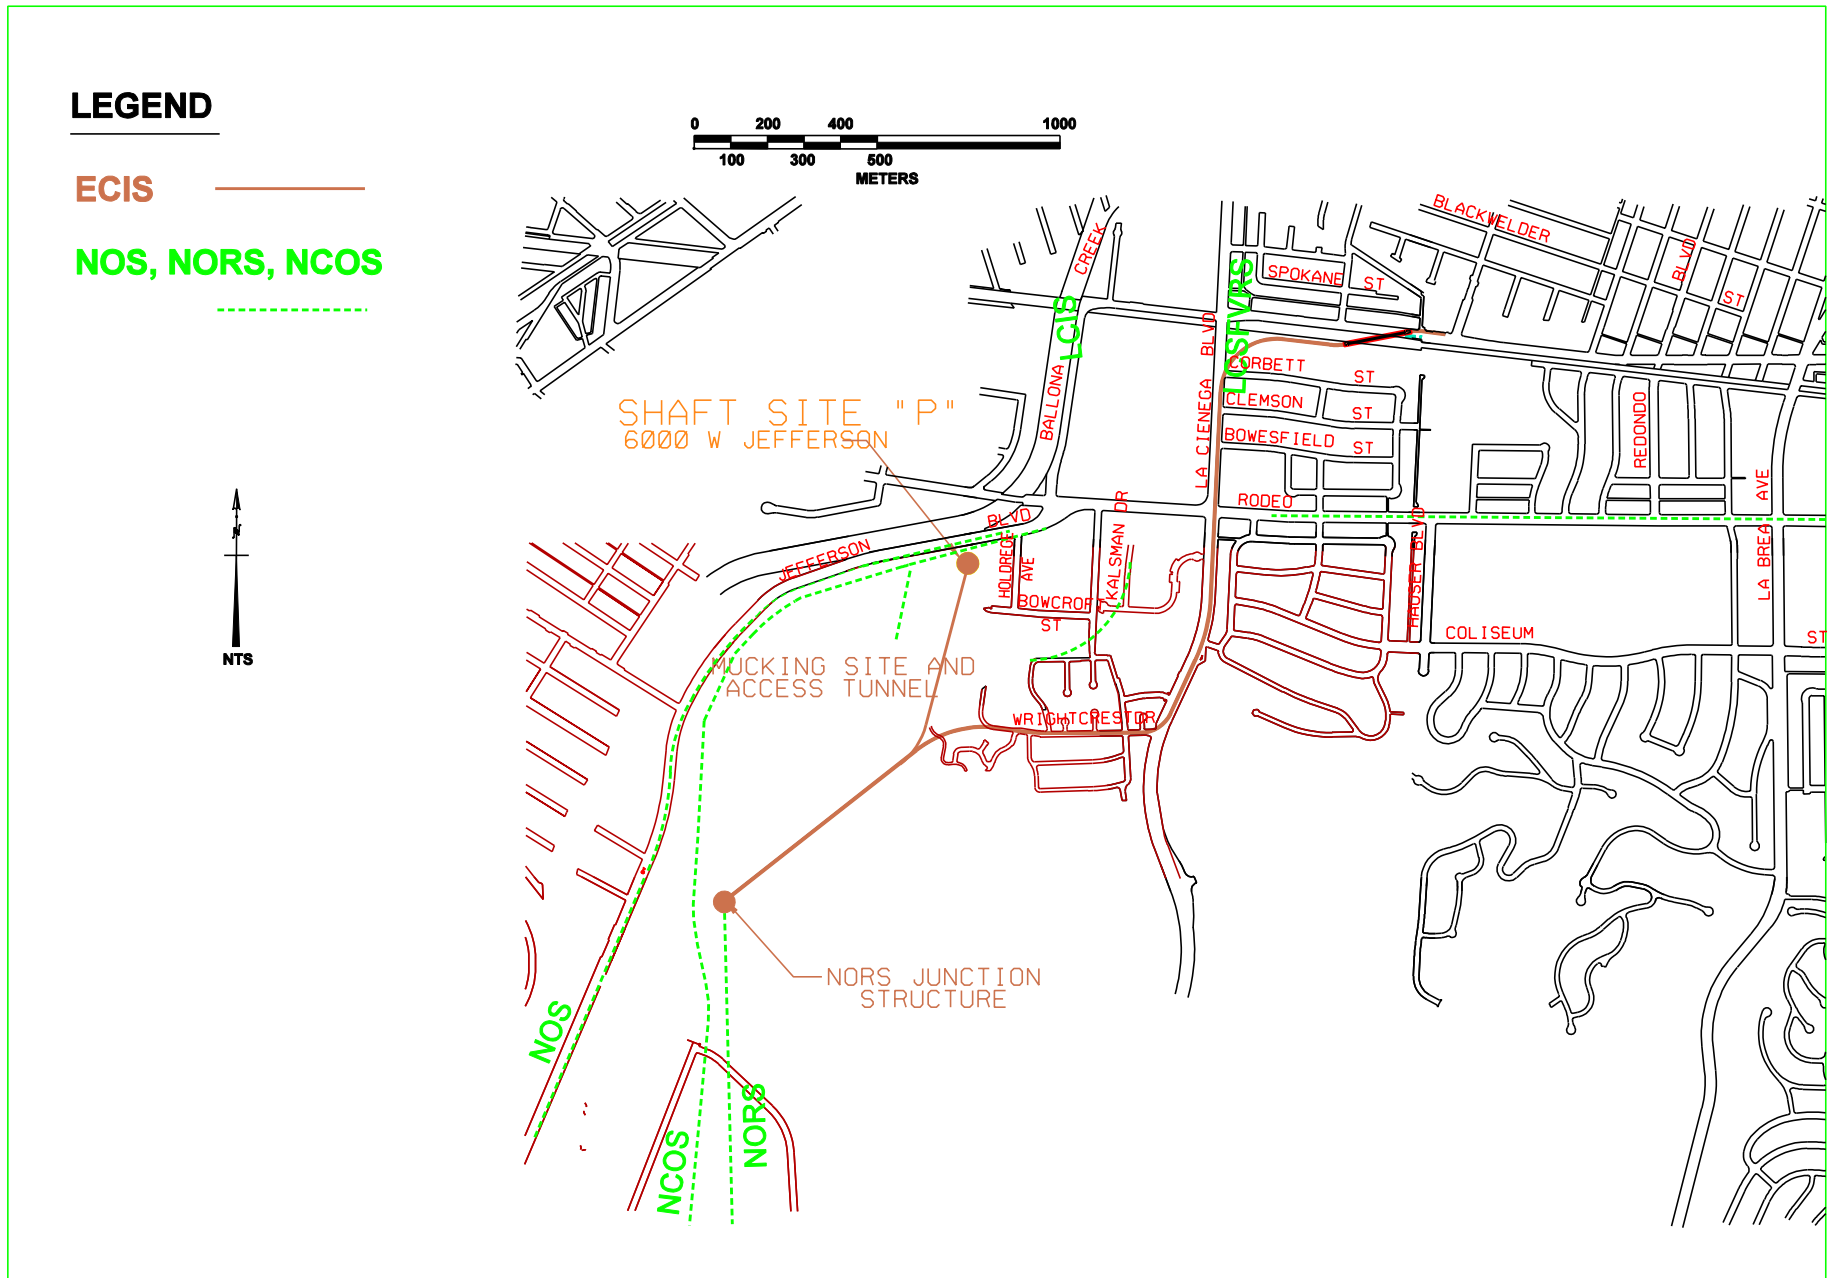 LEGEND
ECIS
NOS, NORS, NCOS
N
NTS
0 200 400 1000
100 300 500
METERS
BLACKWELDER
BLVD
ST
CREEK
SPOKANE ST
LCIS
LCSFVRS
LA CIENEGA BLVD
BALLONA
CORBETT ST
CLEMSON ST
BOWESFIELD ST
REDONDO
SHAFT SITE "P"
6000 W JEFFERSON
RODEO
LA BREA AVE
HAUSER BLVD
KALSMAN DR
JEFFERSON BLVD
HOLDREGE
AVE
BOWCROFT
ST
COLISEUM ST
MUCKING SITE AND
ACCESS TUNNEL
WRIGHTCREST DR
NORS JUNCTION
STRUCTURE
NOS
NCOS
NORS